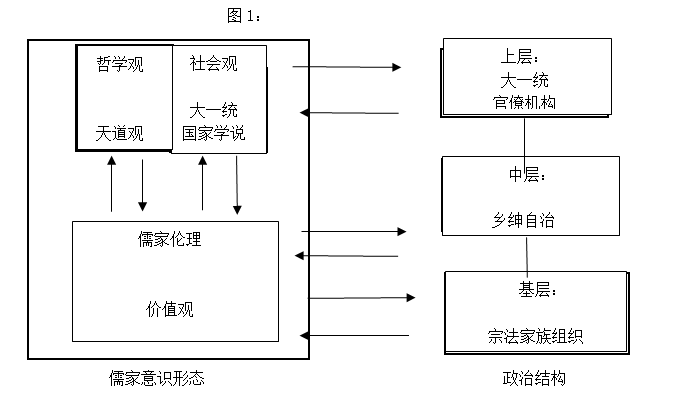 图 1：
哲学观
天道观
社会观
大一统
国家学说
儒家伦理
价值观
儒家意识形态
上层：
大一统
官僚机构
中层：
乡绅自治
基层：
宗法家族组织
政治结构